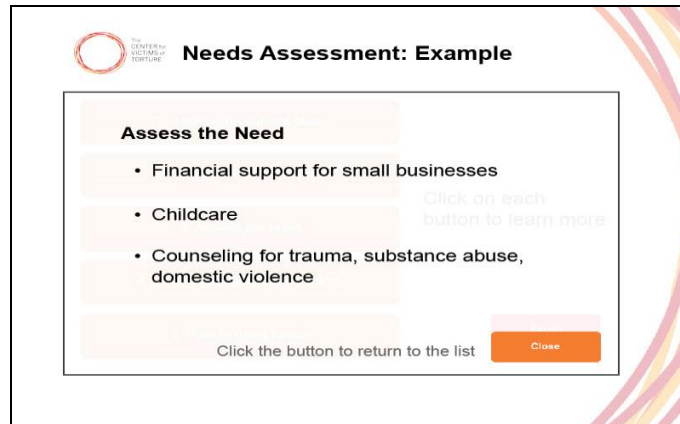 The
CENTER for
VICTIMS of
TORTURE
Needs Assessment: Example
Assess the Need
• Financial support for small businesses
• Childcare
• Counseling for trauma, substance abuse,
domestic violence
Click on each
button to learn more
Click the button to return to the list
Close